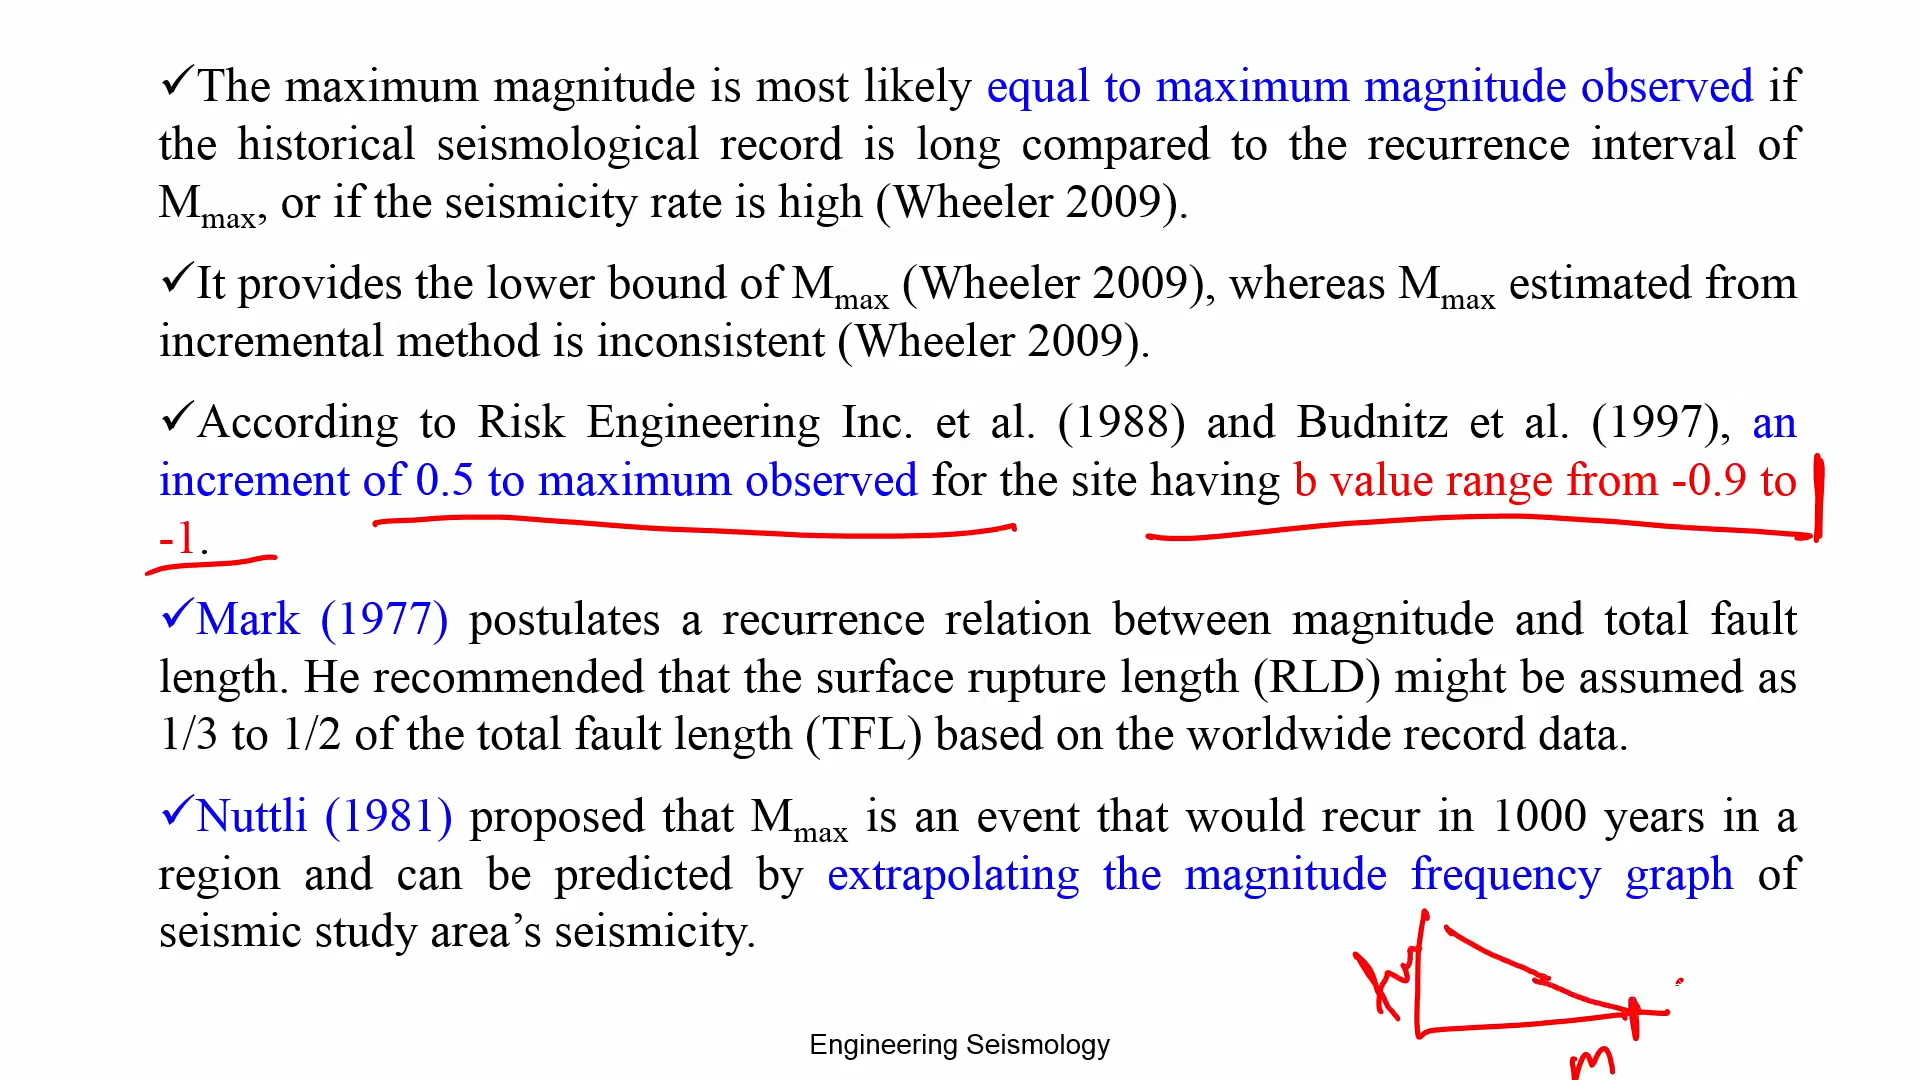 ✓The maximum magnitude is most likely equal to maximum magnitude observed if
the historical seismological record is long compared to the recurrence interval of
Mmax, or if the seismicity rate is high (Wheeler 2009).
✓It provides the lower bound of Mmax (Wheeler 2009), whereas Mmax estimated from
incremental method is inconsistent (Wheeler 2009).
✓According to Risk Engineering Inc. et al. (1988) and Budnitz et al. (1997), an
increment of 0.5 to maximum observed for the site having b value range from -0.9 to
-1.
✓Mark (1977) postulates a recurrence relation between magnitude and total fault
length. He recommended that the surface rupture length (RLD) might be assumed as
1/3 to 1/2 of the total fault length (TFL) based on the worldwide record data.
✓Nuttli (1981) proposed that Mmax is an event that would recur in 1000 years in a
region and can be predicted by extrapolating the magnitude frequency graph of
seismic study area’s seismicity.
m
Engineering Seismology